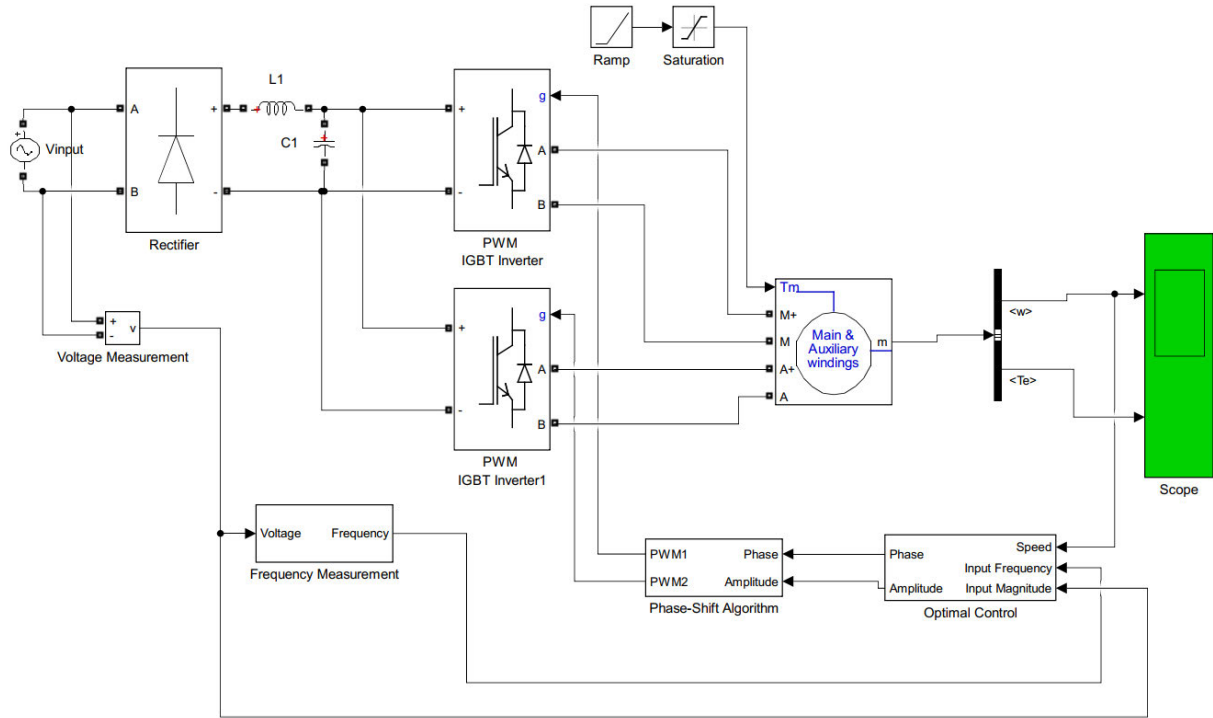 Ramp
Saturation
L1
A
+
+
g
+
Vinput
C1
A
B
-
-
B
Rectifier
PWM
IGBT Inverter
Tm
M+
g
+
+
v
-
Main &
Auxiliary
windings
M
m
<w>
Voltage Measurement
A
A+
<Te>
A
-
B
PWM
IGBT Inverter1
Scope
Voltage
Frequency
Frequency Measurement
PWM1
Phase
PWM2
Amplitude
Phase-Shift Algorithm
Phase
Speed
Input Frequency
Amplitude
Input Magnitude
Optimal Control